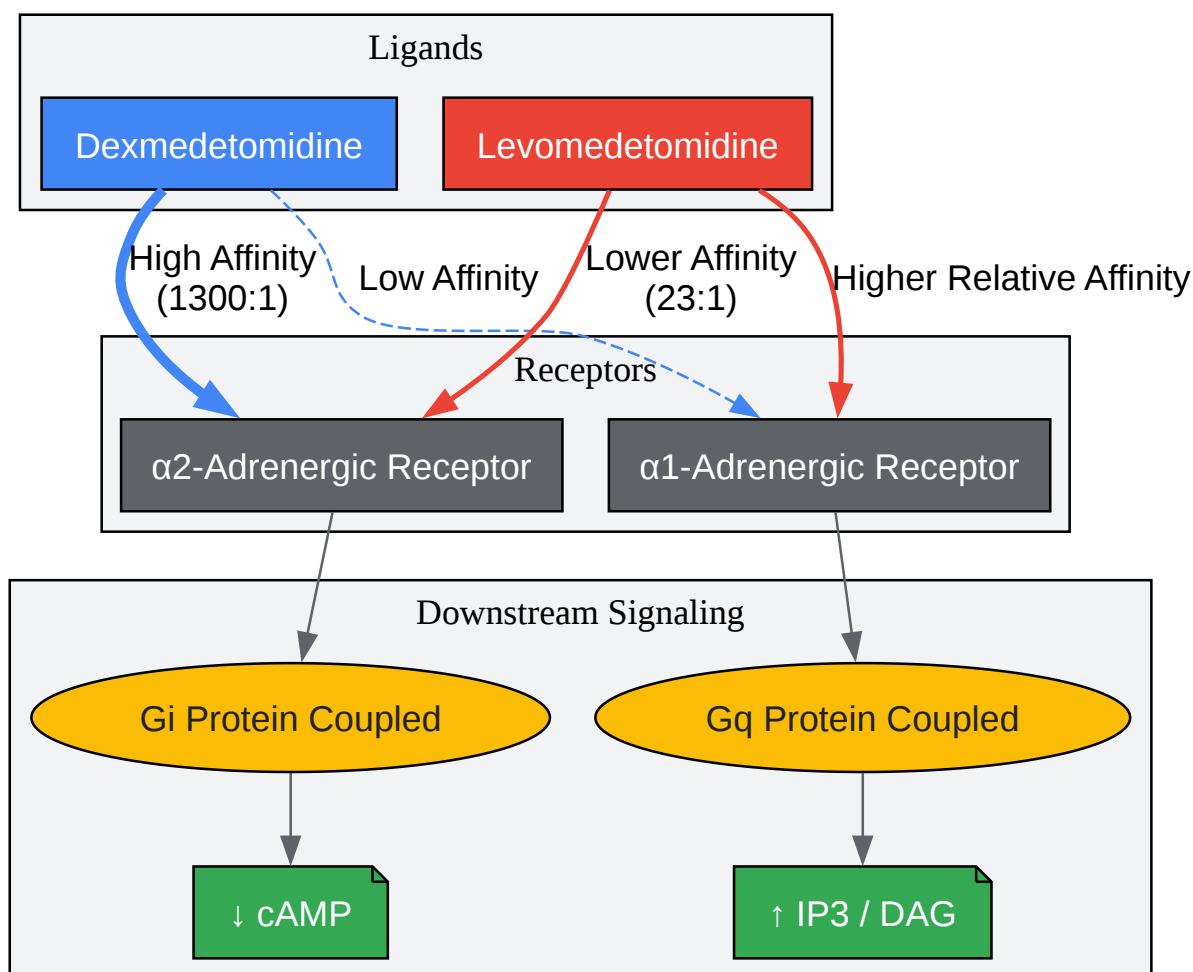 Ligands
Dexmedetomidine
Levomedetomidine
High Affinity
(1300:1)
Low Affinity
Lower Affinity
(23:1)
Higher Relative Affinity
Receptors
α2-Adrenergic Receptor
α1-Adrenergic Receptor
Downstream Signaling
Gi Protein Coupled
Gq Protein Coupled
↓ cAMP
↑ IP3 / DAG